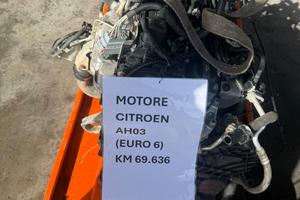 MOTORE
CITROEN
AH03
(EURO 6)
KM 69.636